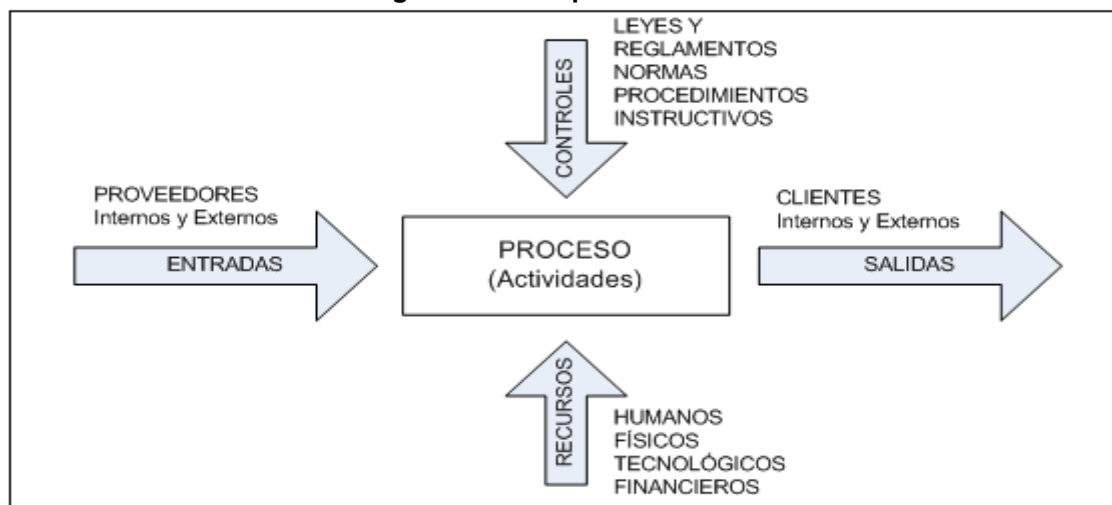 LEYES Y
REGLAMENTOS
NORMAS
PROCEDIMIENTOS
INSTRUCTIVOS
CONTROLES
PROVEEDORES
Internos y Externos
ENTRADAS
PROCESO
(Actividades)
CLIENTES
Internos y Externos
SALIDAS
RECURSOS
HUMANOS
FÍSICOS
TECNOLÓGICOS
FINANCIEROS